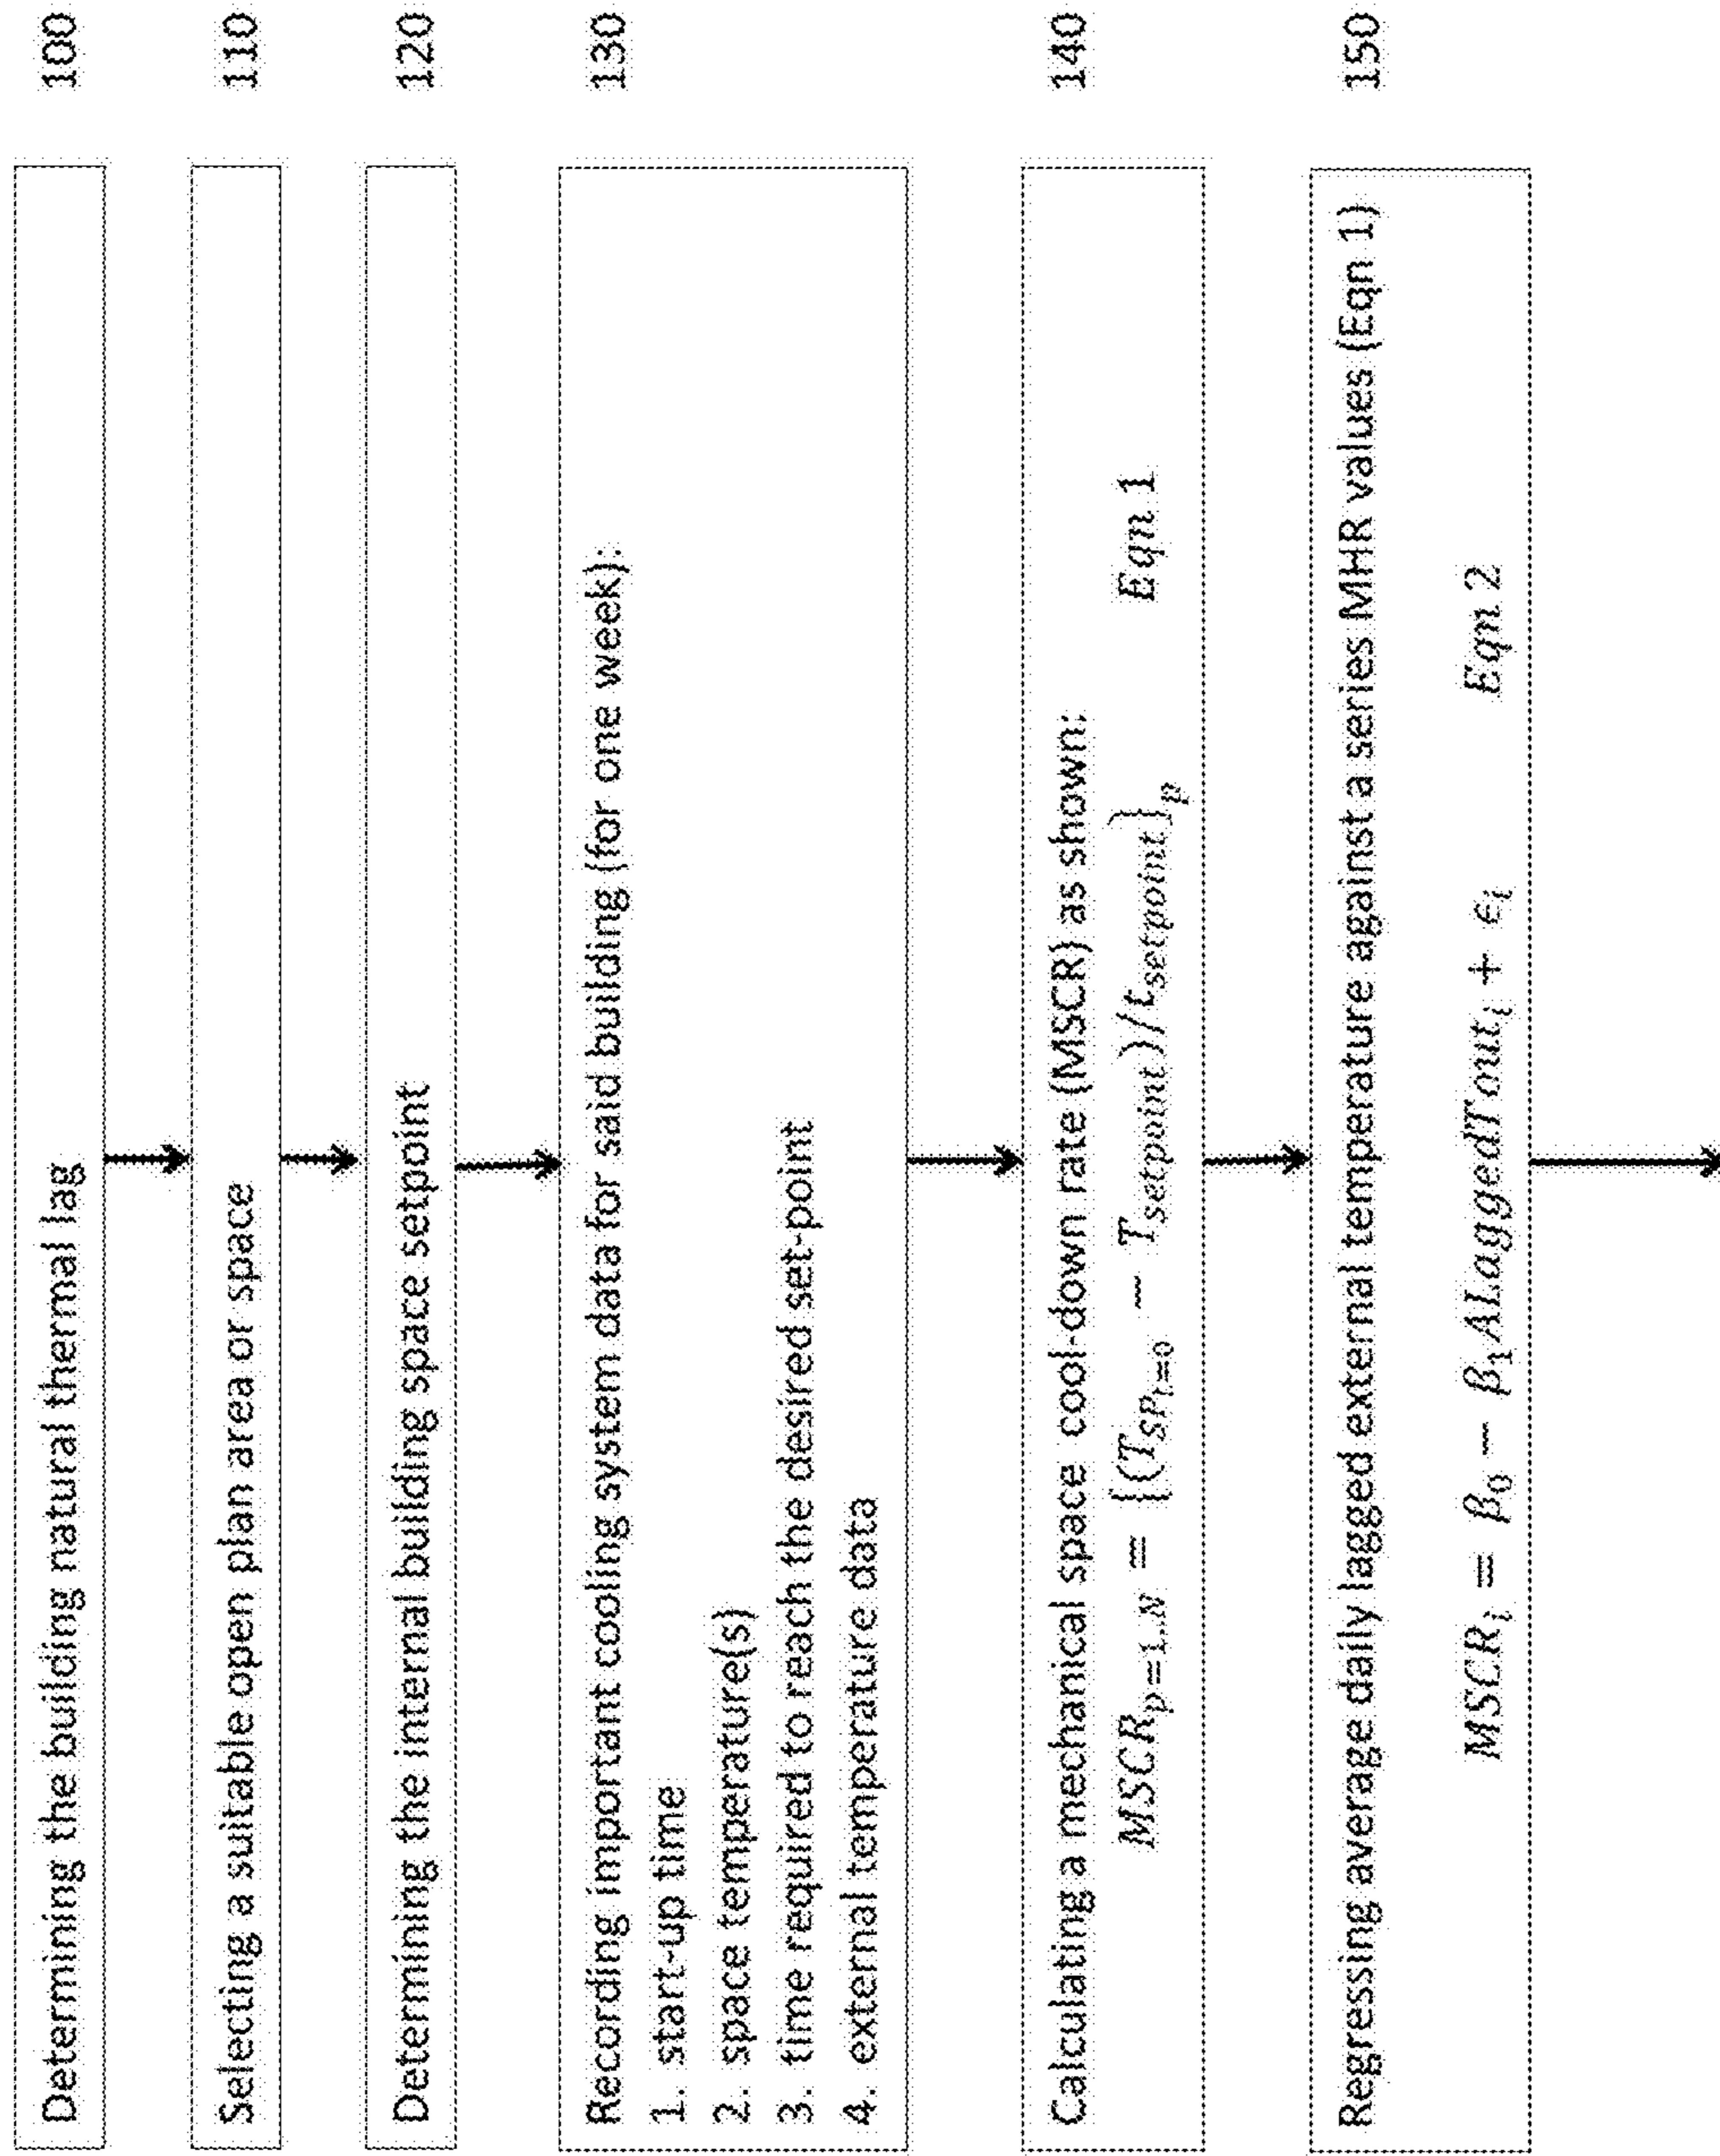 Determining the building natural thermal lag 100
Selecting a suitable open plan area or space 110
Determining the internal building space setpoint 120
Recording important cooling system data for said building (for one week): 130
1. start-up time
2. space temperature(s)
3. time required to reach the desired set-point
4. external temperature data
Calculating a mechanical space cool-down rate (MSCR) as shown: 140
MSCR_{p=1..N} = {(T_{SP_{t=0}} − T_{setpoint})/t_{setpoint}}_p Eqn 1
Regressing average daily lagged external temperature against a series MHR values (Eqn 1) 150
MSCR_i = β_0 − β_1ALaggedTout_i + ϵ_i Eqn 2